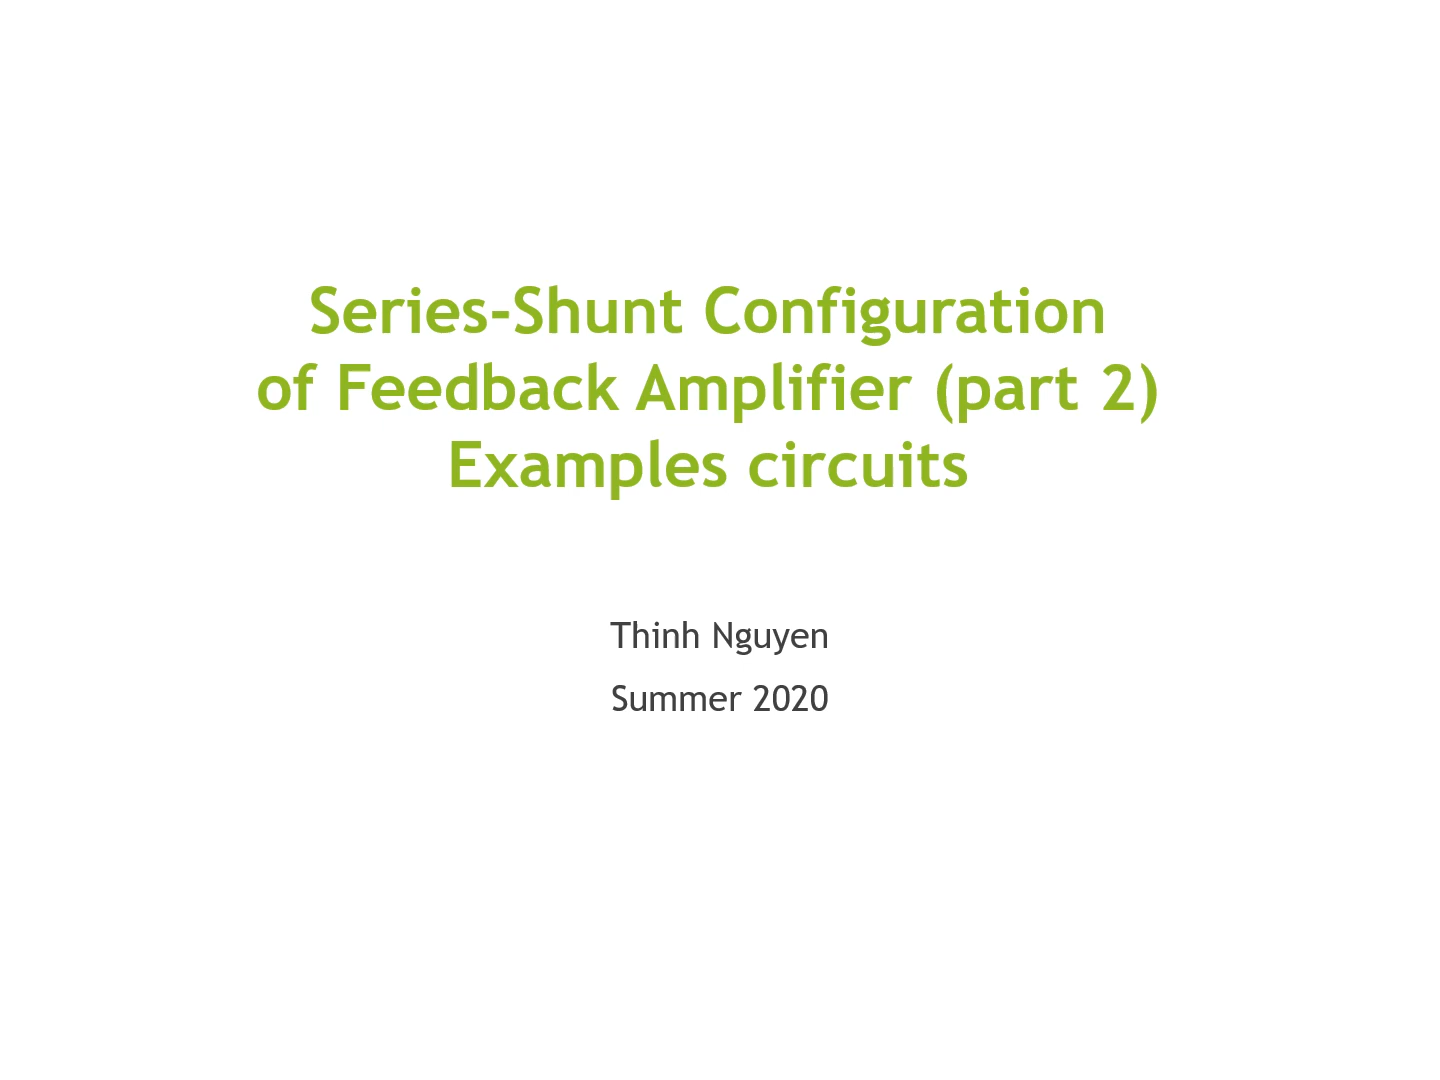 Series-Shunt Configuration
of Feedback Amplifier (part 2)
Examples circuits
Thinh Nguyen
Summer 2020